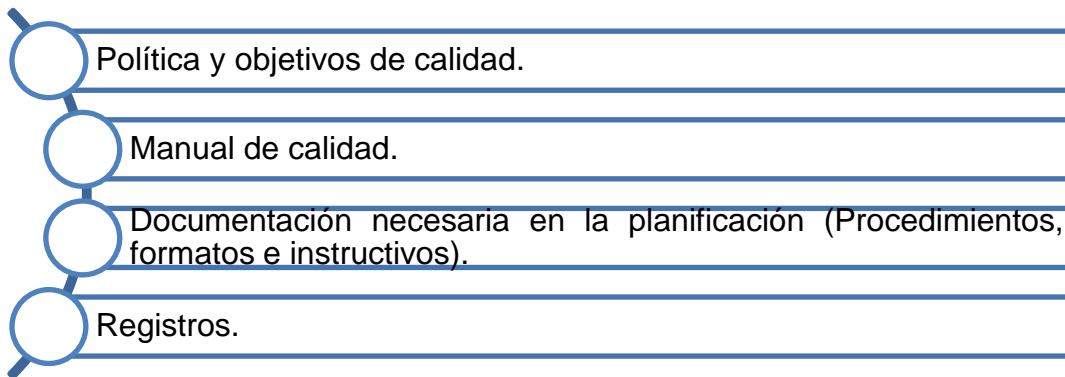 Política y objetivos de calidad.
Manual de calidad.
Documentación necesaria en la planificación (Procedimientos,
formatos e instructivos).
Registros.